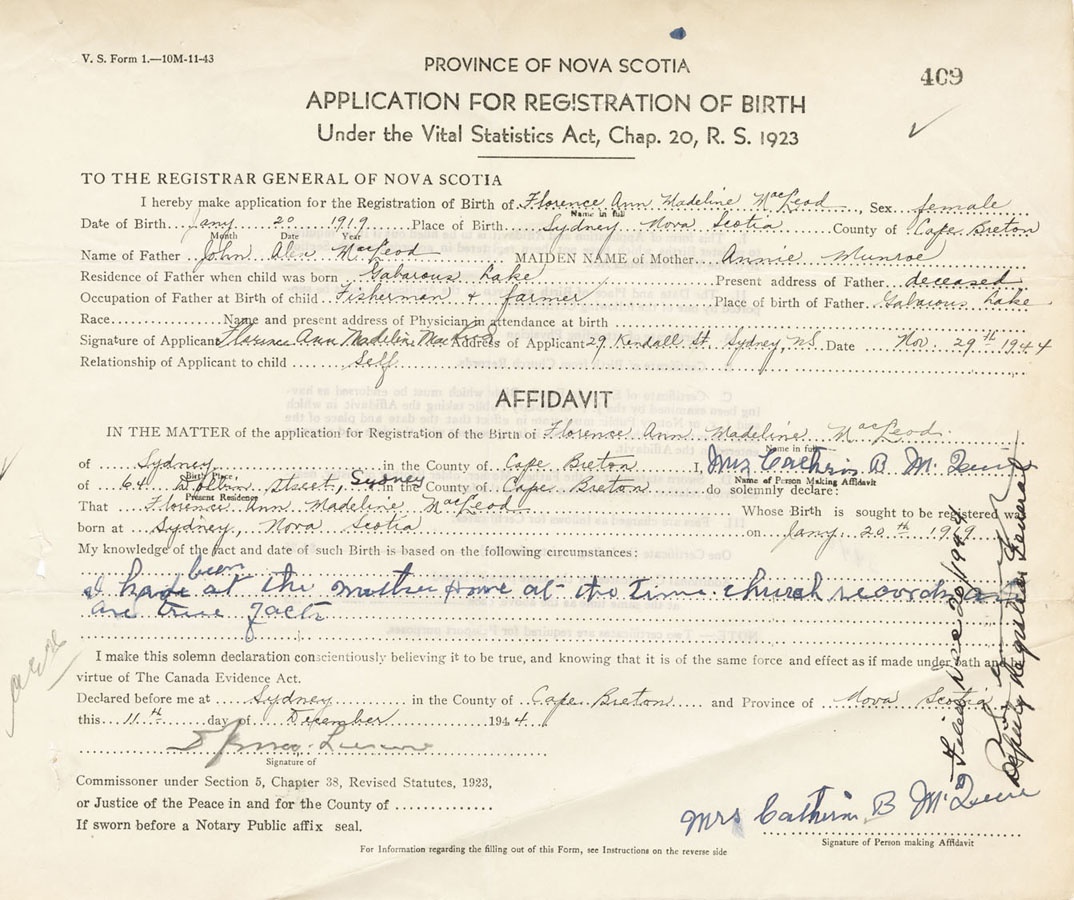 V. S. Form 1.—10M-11-43
PROVINCE OF NOVA SCOTIA
409
APPLICATION FOR REGISTRATION OF BIRTH
Under the Vital Statistics Act, Chap. 20, R. S. 1923
TO THE REGISTRAR GENERAL OF NOVA SCOTIA
I hereby make application for the Registration of Birth of Florence Ann Madeline MacLeod, Sex female
Name in full
Date of Birth Jany 20 1919 Place of Birth Sydney Nova Scotia County of Cape Breton
Month Date Year
Name of Father John Alex MacLeod MAIDEN NAME of Mother Annie Munroe
Residence of Father when child was born Gabarous Lake Present address of Father deceased
Occupation of Father at Birth of child Fisherman & farmer Place of birth of Father Gabarous Lake
Race Name and present address of Physician in attendance at birth
Signature of Applicant Florence Ann Madeline MacLeod Address of Applicant 29 Kendall St. Sydney, NS Date Nov. 29th 1944
Relationship of Applicant to child Self
AFFIDAVIT
IN THE MATTER of the application for Registration of the Birth of Florence Ann Madeline MacLeod
Name in full
of Sydney in the County of Cape Breton I, Mrs Cathrin B Mc
Birth Place Name of Person Making Affidavit
of 64 Street, Sydney in the County of Cape Breton do solemnly declare:
Present Residence
That Florence Ann Madeline MacLeod Whose Birth is sought to be registered was
born at Sydney, Nova Scotia on Jany 20th 1919
My knowledge of the fact and date of such Birth is based on the following circumstances:
been
I had at the mother home at the time church records
are true facts
I make this solemn declaration conscientiously believing it to be true, and knowing that it is of the same force and effect as if made under oath and in
virtue of The Canada Evidence Act.
Declared before me at Sydney in the County of Cape Breton and Province of Nova Scotia
this 11th day of December 1944
Signature of
Commissoner under Section 5, Chapter 38, Revised Statutes, 1923,
or Justice of the Peace in and for the County of
If sworn before a Notary Public affix seal.
Mrs Cathrin B Mc
Signature of Person making Affidavit
For Information regarding the filling out of this Form, see Instructions on the reverse side
Filed Dec 20/1944
Deputy Registrar General